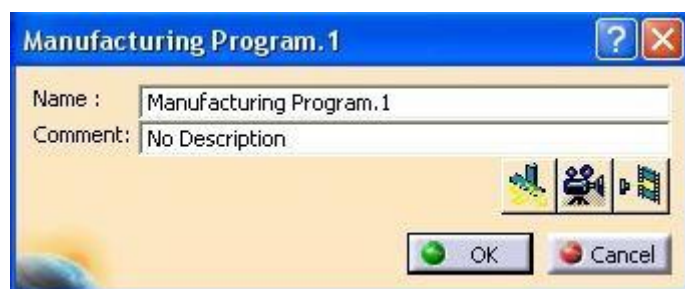 Manufacturing Program.1
Name : Manufacturing Program.1
Comment: No Description
OK Cancel